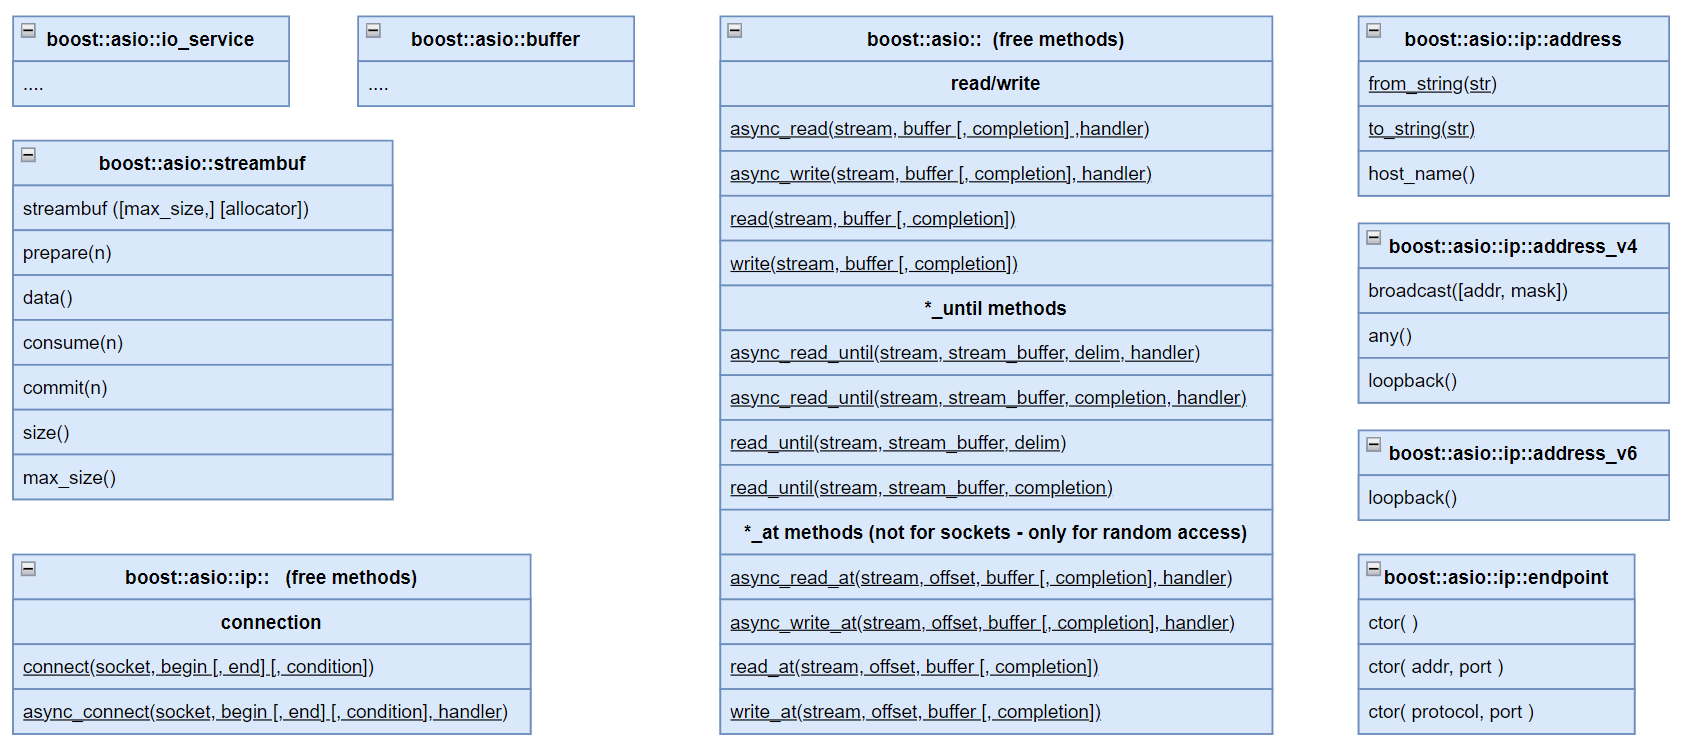 boost::asio::io_service
....
boost::asio::buffer
....
boost::asio::streambuf
streambuf ([max_size,] [allocator])
prepare(n)
data()
consume(n)
commit(n)
size()
max_size()
boost::asio::ip::   (free methods)
connection
connect(socket, begin [, end] [, condition])
async_connect(socket, begin [, end] [, condition], handler)
boost::asio::  (free methods)
read/write
async_read(stream, buffer [, completion] ,handler)
async_write(stream, buffer [, completion], handler)
read(stream, buffer [, completion])
write(stream, buffer [, completion])
*_until methods
async_read_until(stream, stream_buffer, delim, handler)
async_read_until(stream, stream_buffer, completion, handler)
read_until(stream, stream_buffer, delim)
read_until(stream, stream_buffer, completion)
*_at methods (not for sockets - only for random access)
async_read_at(stream, offset, buffer [, completion], handler)
async_write_at(stream, offset, buffer [, completion], handler)
read_at(stream, offset, buffer [, completion])
write_at(stream, offset, buffer [, completion])
boost::asio::ip::address
from_string(str)
to_string(str)
host_name()
boost::asio::ip::address_v4
broadcast([addr, mask])
any()
loopback()
boost::asio::ip::address_v6
loopback()
boost::asio::ip::endpoint
ctor( )
ctor( addr, port )
ctor( protocol, port )